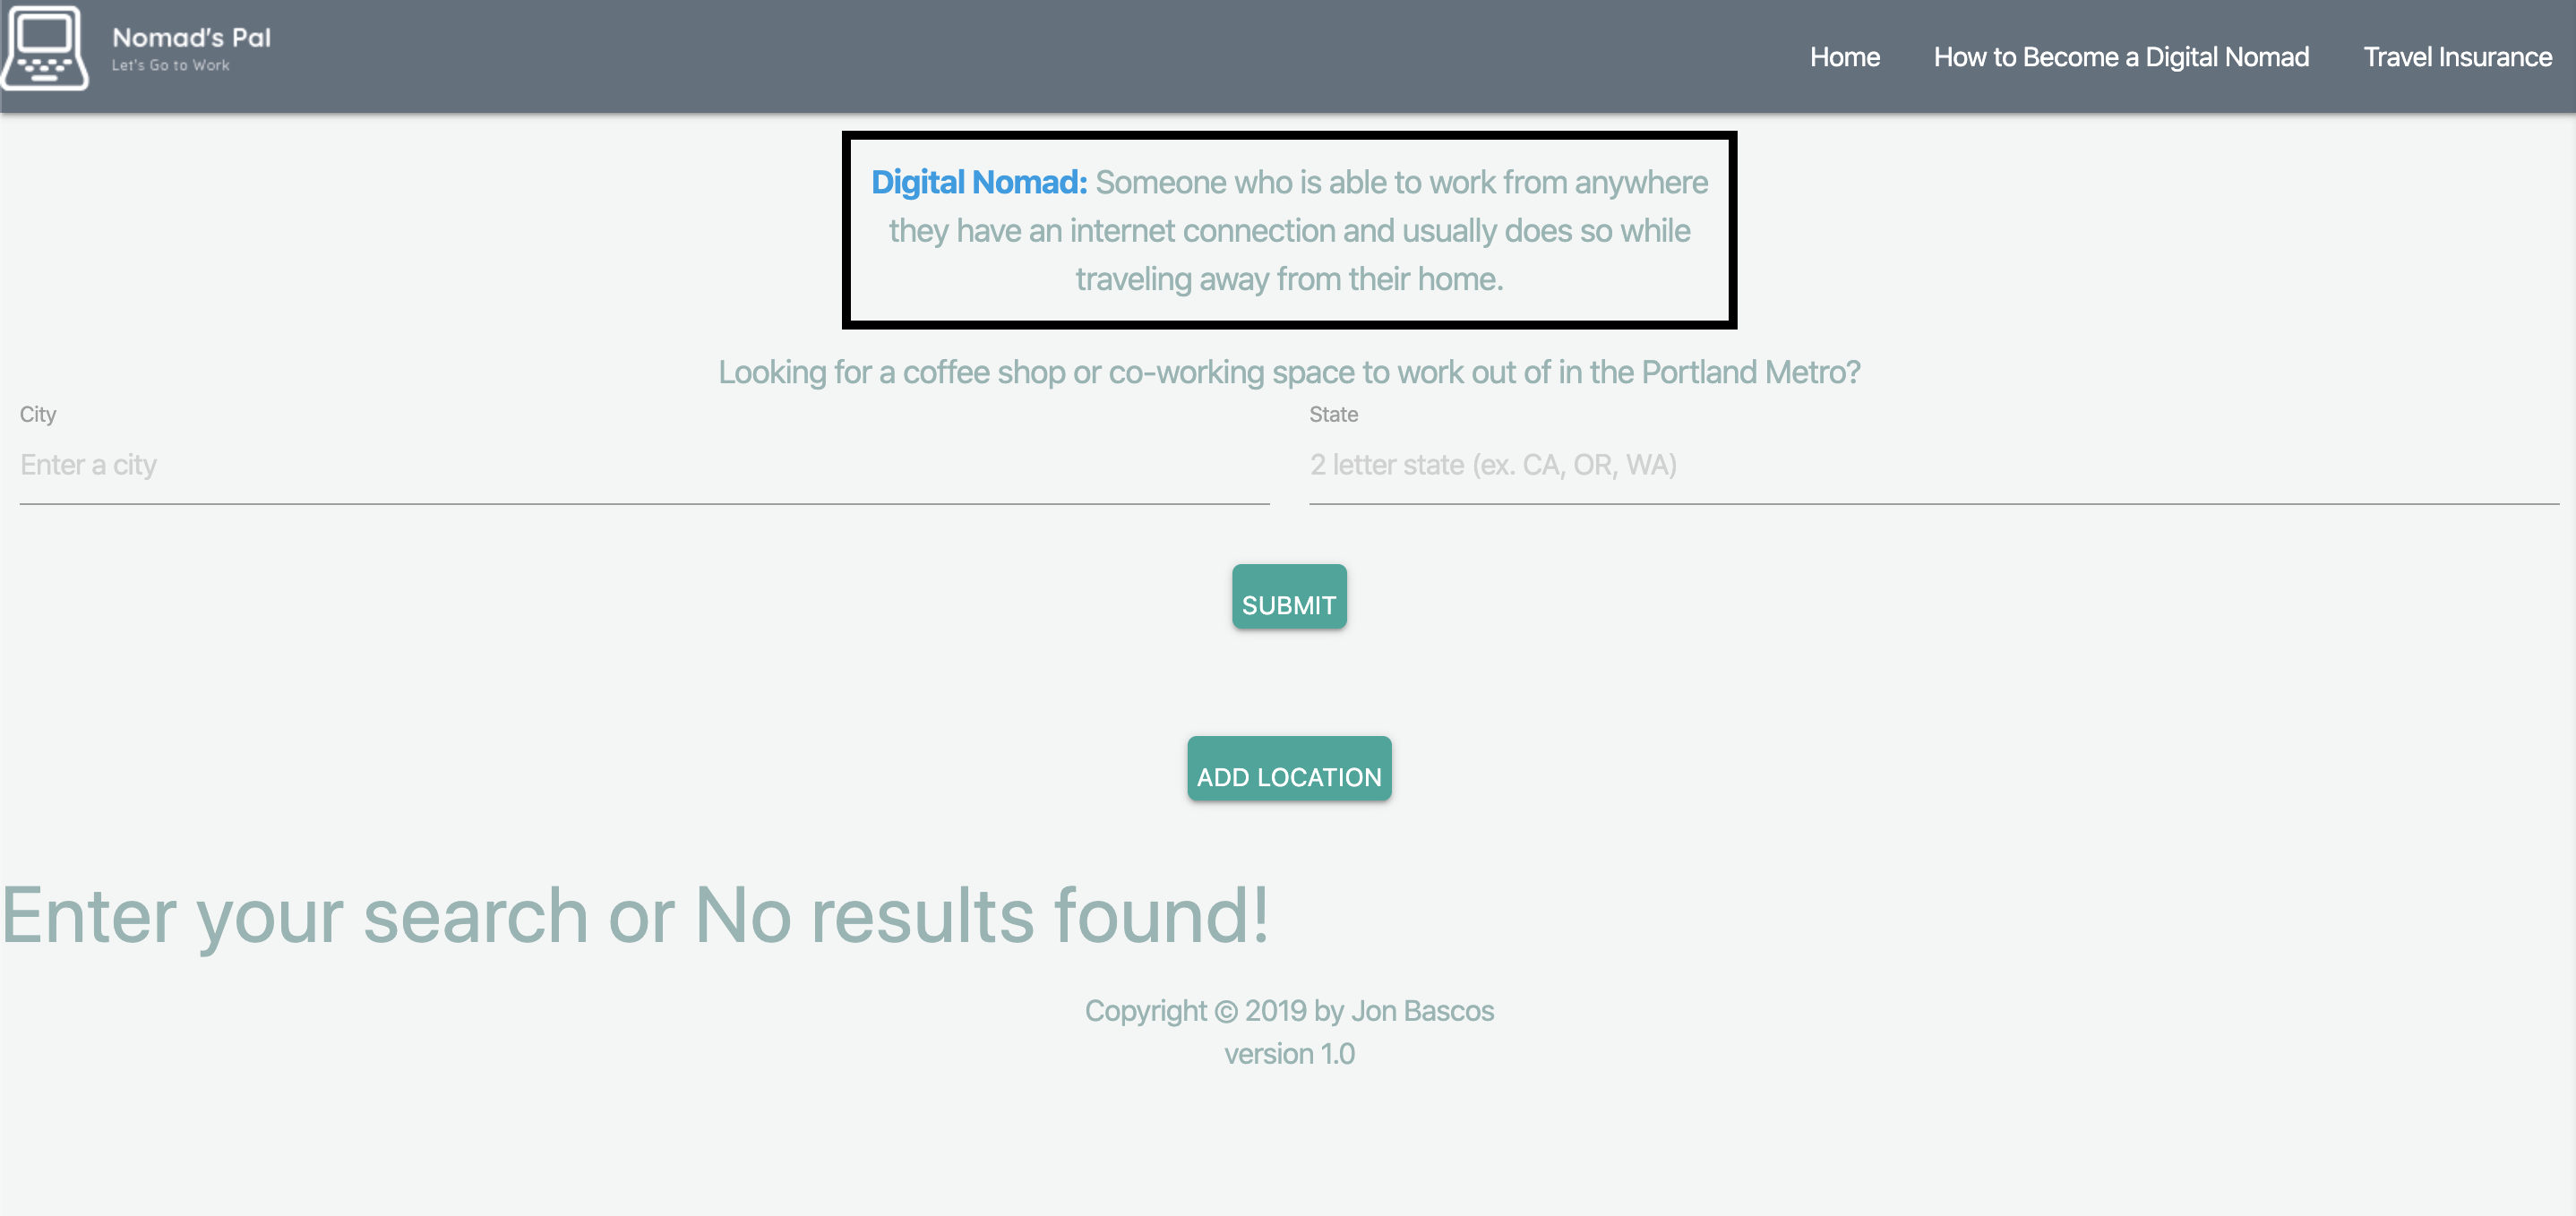 Nomad's Pal
Let's Go to Work
Home How to Become a Digital Nomad Travel Insurance
Digital Nomad: Someone who is able to work from anywhere
they have an internet connection and usually does so while
traveling away from their home.
Looking for a coffee shop or co-working space to work out of in the Portland Metro?
City State
Enter a city 2 letter state (ex. CA, OR, WA)
SUBMIT
ADD LOCATION
Enter your search or No results found!
Copyright © 2019 by Jon Bascos
version 1.0